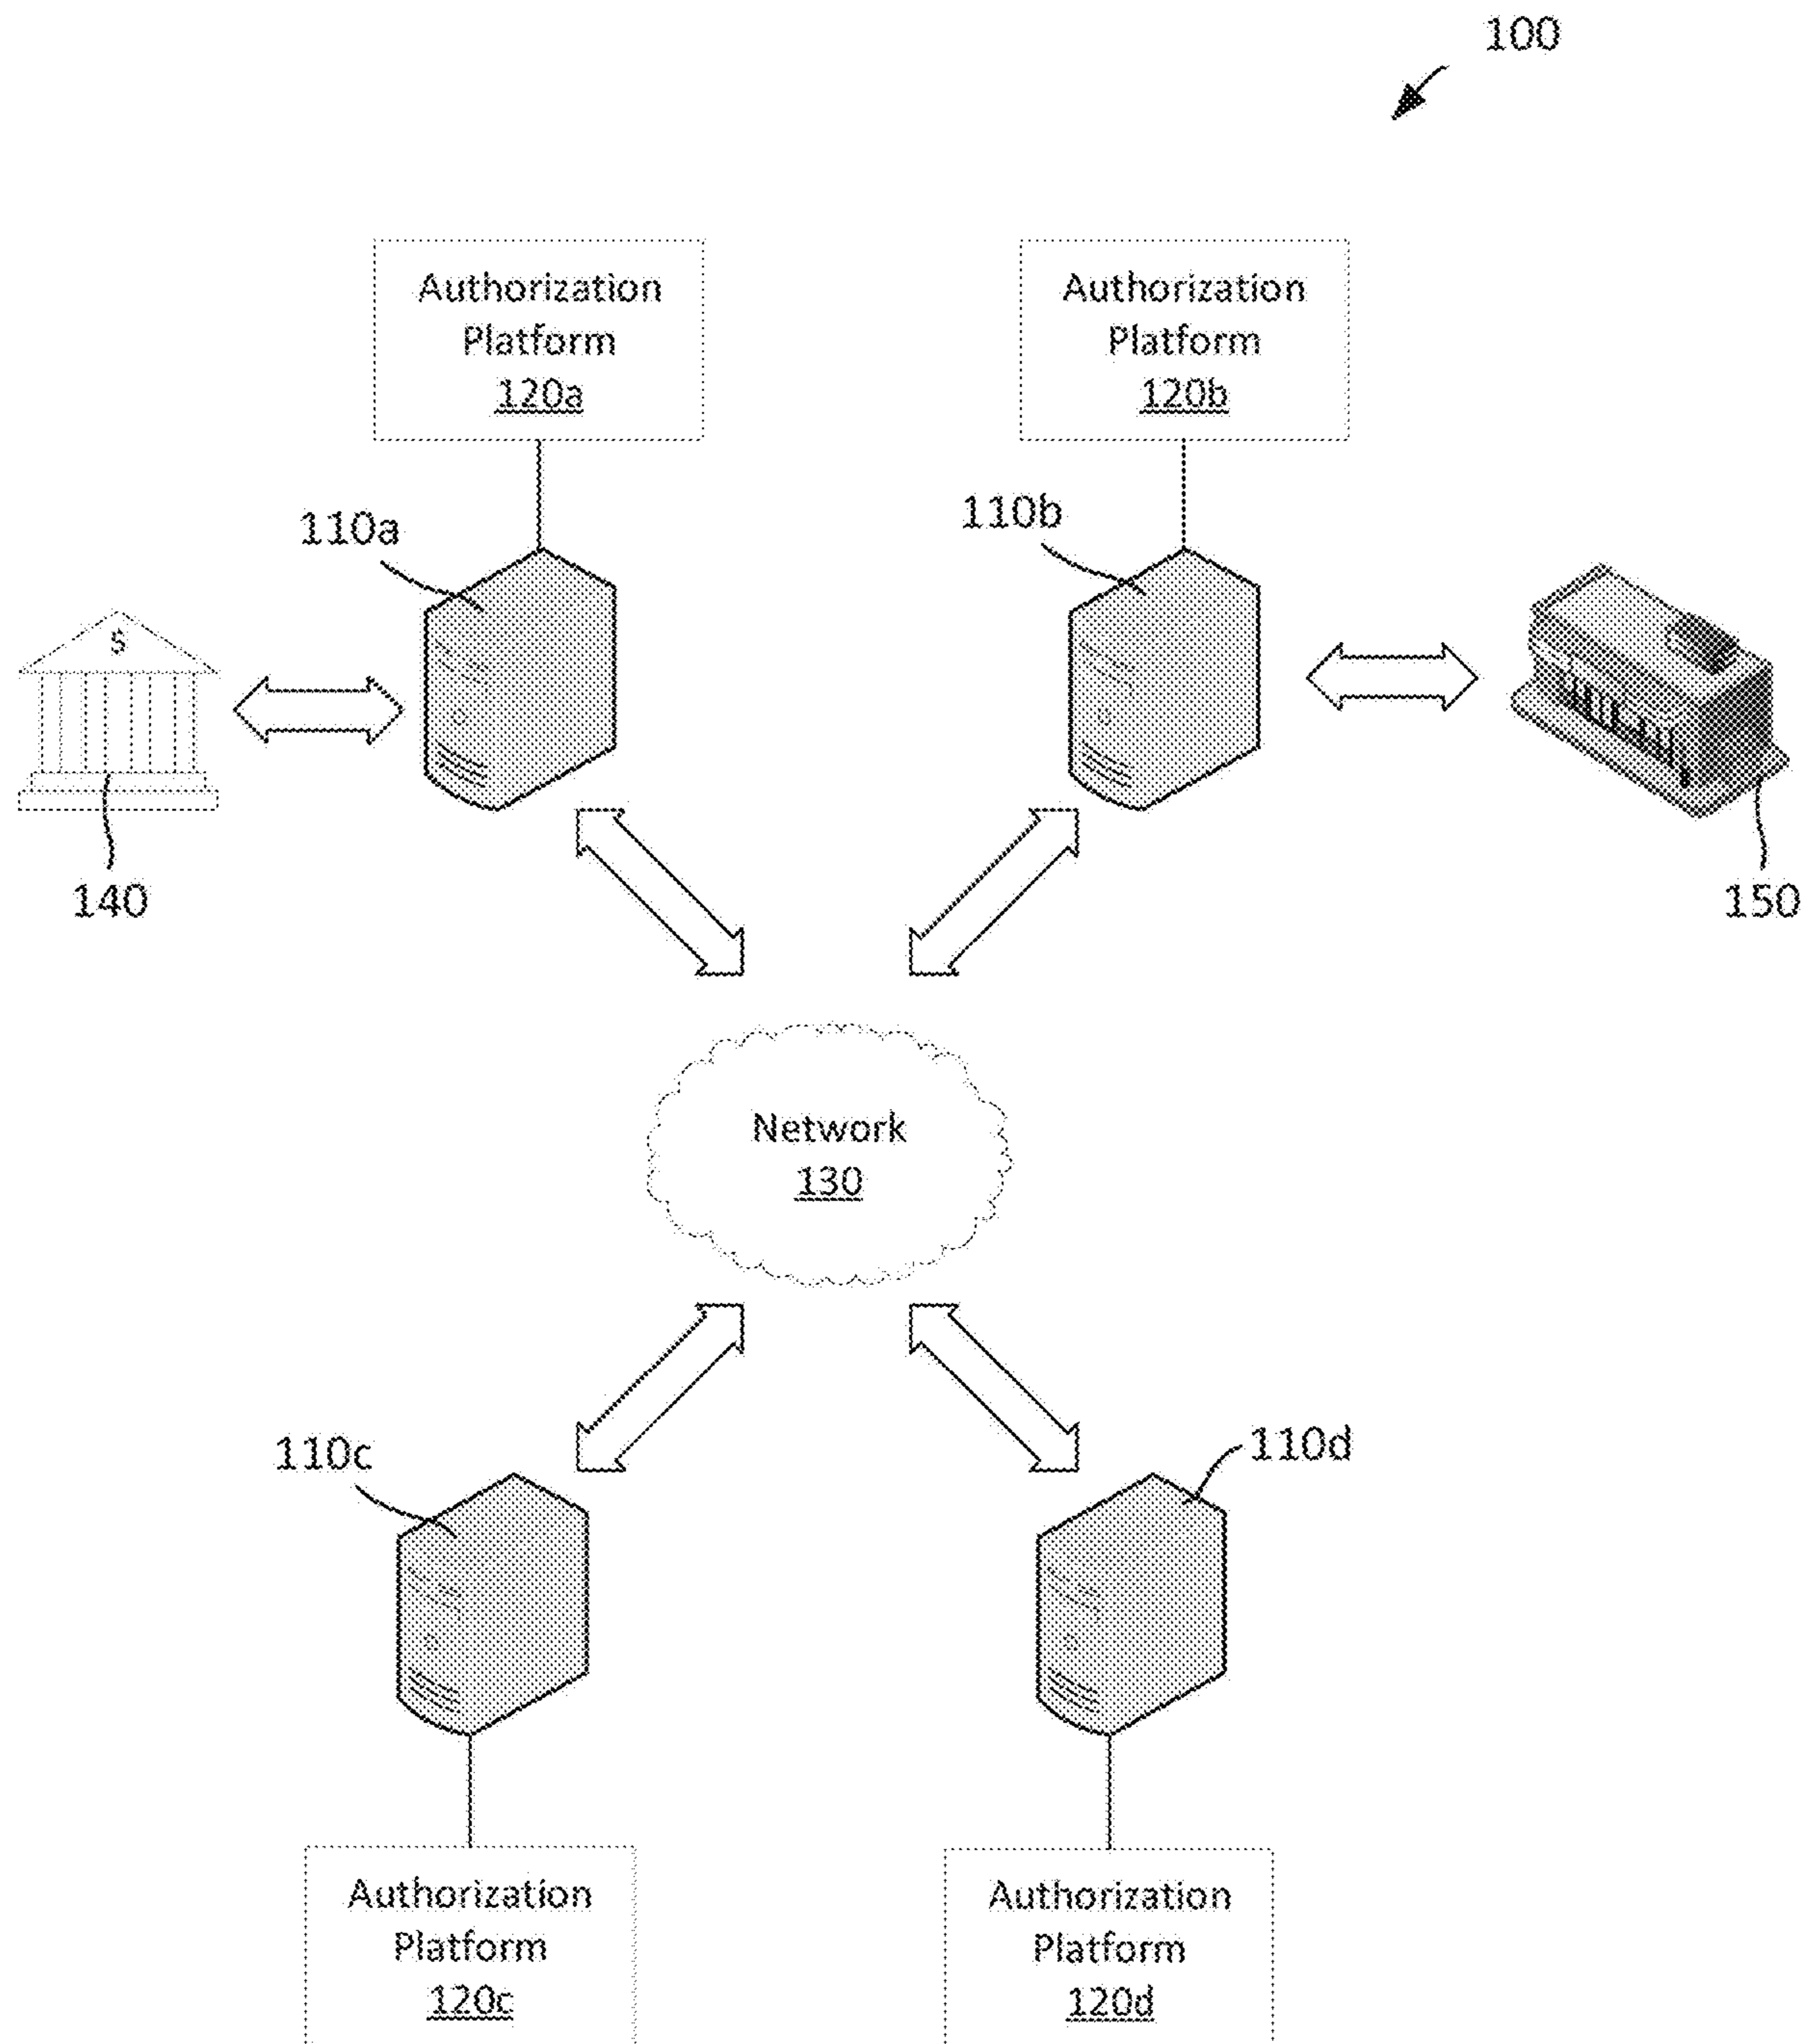 100
Authorization
Platform
120a
Authorization
Platform
120b
110a
110b
$
140
150
Network
130
110c
110d
Authorization
Platform
120c
Authorization
Platform
120d